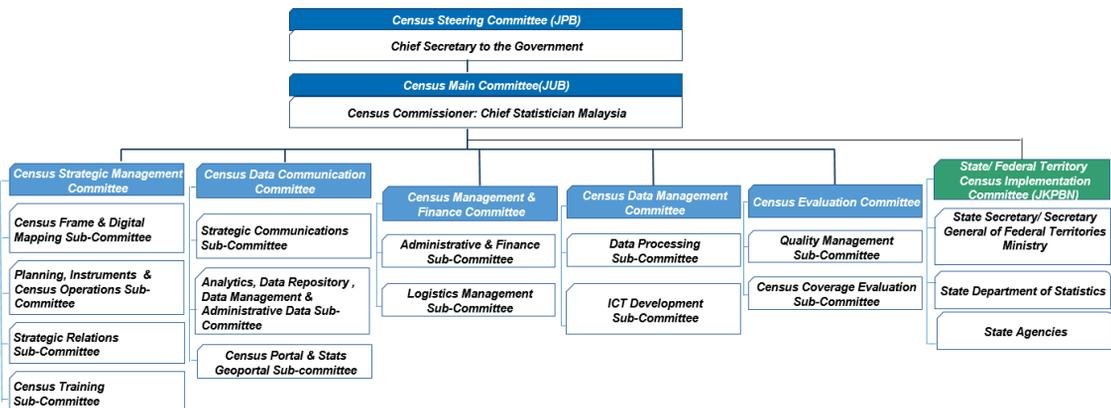 Census Steering Committee (JPB)
Chief Secretary to the Government
Census Main Committee(JUB)
Census Commissioner: Chief Statistician Malaysia
Census Strategic Management
Committee
Census Frame & Digital
Mapping Sub-Committee
Planning, Instruments &
Census Operations Sub-
Committee
Strategic Relations
Sub-Committee
Census Training
Sub-Committee
Census Data Communication
Committee
Strategic Communications
Sub-Committee
Analytics, Data Repository ,
Data Management &
Administrative Data Sub-
Committee
Census Portal & Stats
Geoportal Sub-committee
Census Management &
Finance Committee
Administrative & Finance
Sub-Committee
Logistics Management
Sub-Committee
Census Data Management
Committee
Data Processing
Sub-Committee
ICT Development
Sub-Committee
Census Evaluation Committee
Quality Management
Sub-Committee
Census Coverage Evaluation
Sub-Committee
State/ Federal Territory
Census Implementation
Committee (JKPBN)
State Secretary/ Secretary
General of Federal Territories
Ministry
State Department of Statistics
State Agencies